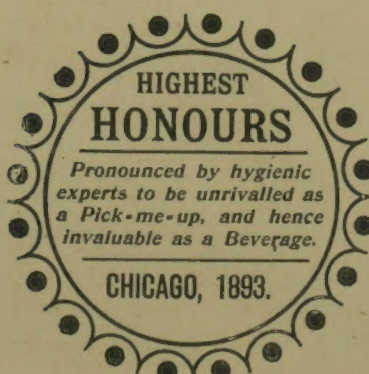 HIGHEST
HONOURS
Pronounced by hygienic
experts to be unrivalled as
a Pick-me-up, and hence
invaluable as a Beverage.
CHICAGO, 1893.